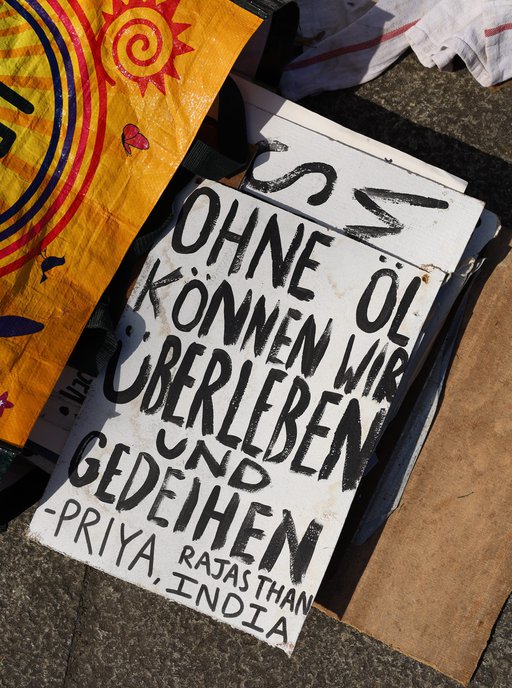 OHNE ÖL
KÖNNEN WIR
ÜBERLEBEN
UND
GEDEIHEN
-PRIYA, RAJASTHAN
INDIA